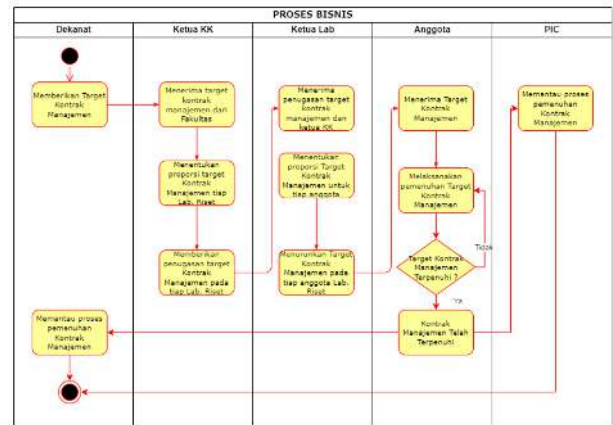 PROSES BISNIS
Dekanat
Ketua KK
Ketua Lab
Anggota
PIC
Memberikan Target
Kontrak
Manajemen
Menerima target
kontrak
manajemen dari
Fakultas
Menerima
penugasan target
kontrak
manajemen dari
ketua KK
Menerima Target
Kontrak
Manajemen
Memantau proses
pemenuhan
Kontrak
Manajemen
Menentukan
proporsi target
Kontrak
Manajemen tiap
Lab. Riset
Menentukan
proporsi Target
Kontrak
Manajemen untuk
tiap anggota
Melaksanakan
pemenuhan Target
Kontrak
Manajemen
Memberikan
penugasan target
Kontrak
Manajemen pada
tiap Lab. Riset
Menurunkan Target
Kontrak
Manajemen pada
tiap anggota Lab.
Riset
Target Kontrak
Manajemen
Terpenuhi ?
Tidak
Ya
Memantau proses
pemenuhan
Kontrak
Manajemen
Kontrak
Manajemen Telah
Terpenuhi